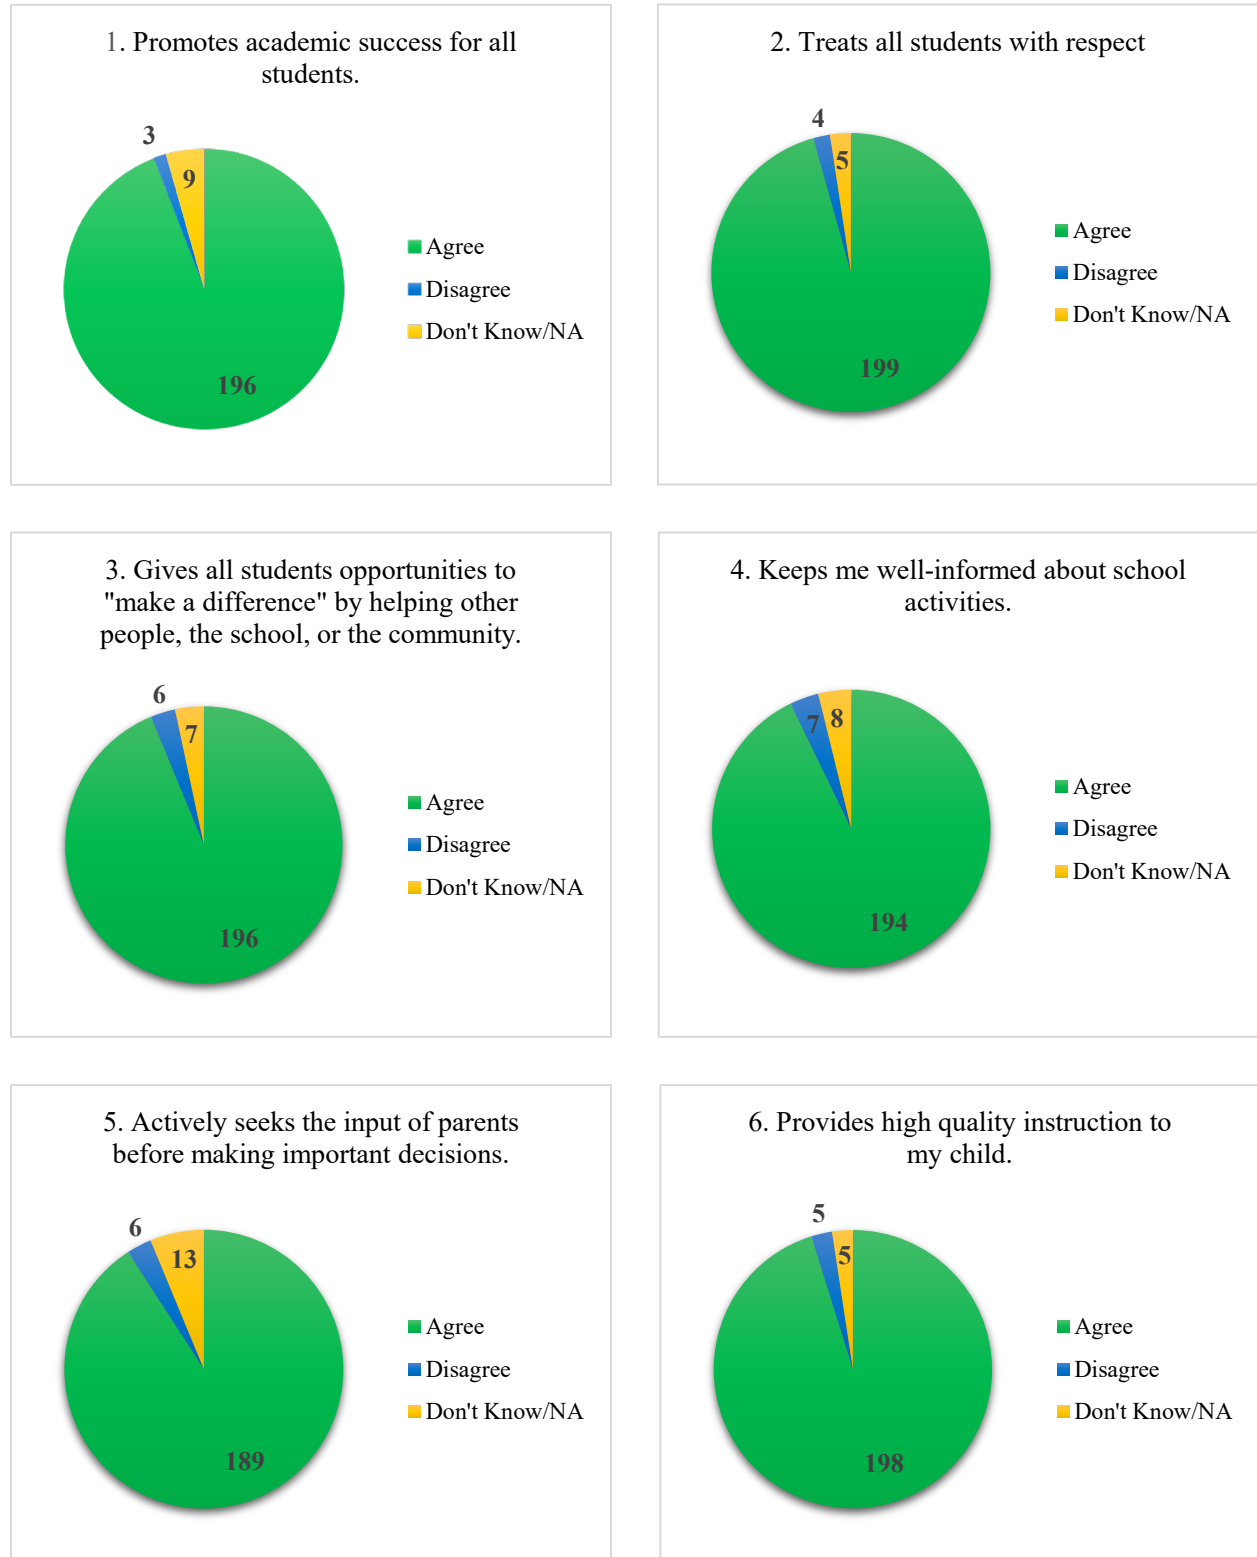 1. Promotes academic success for all
students.
3
9
196
Agree
Disagree
Don't Know/NA
2. Treats all students with respect
4
5
199
Agree
Disagree
Don't Know/NA
3. Gives all students opportunities to
"make a difference" by helping other
people, the school, or the community.
6
7
196
Agree
Disagree
Don't Know/NA
4. Keeps me well-informed about school
activities.
7
8
194
Agree
Disagree
Don't Know/NA
5. Actively seeks the input of parents
before making important decisions.
6
13
189
Agree
Disagree
Don't Know/NA
6. Provides high quality instruction to
my child.
5
5
198
Agree
Disagree
Don't Know/NA